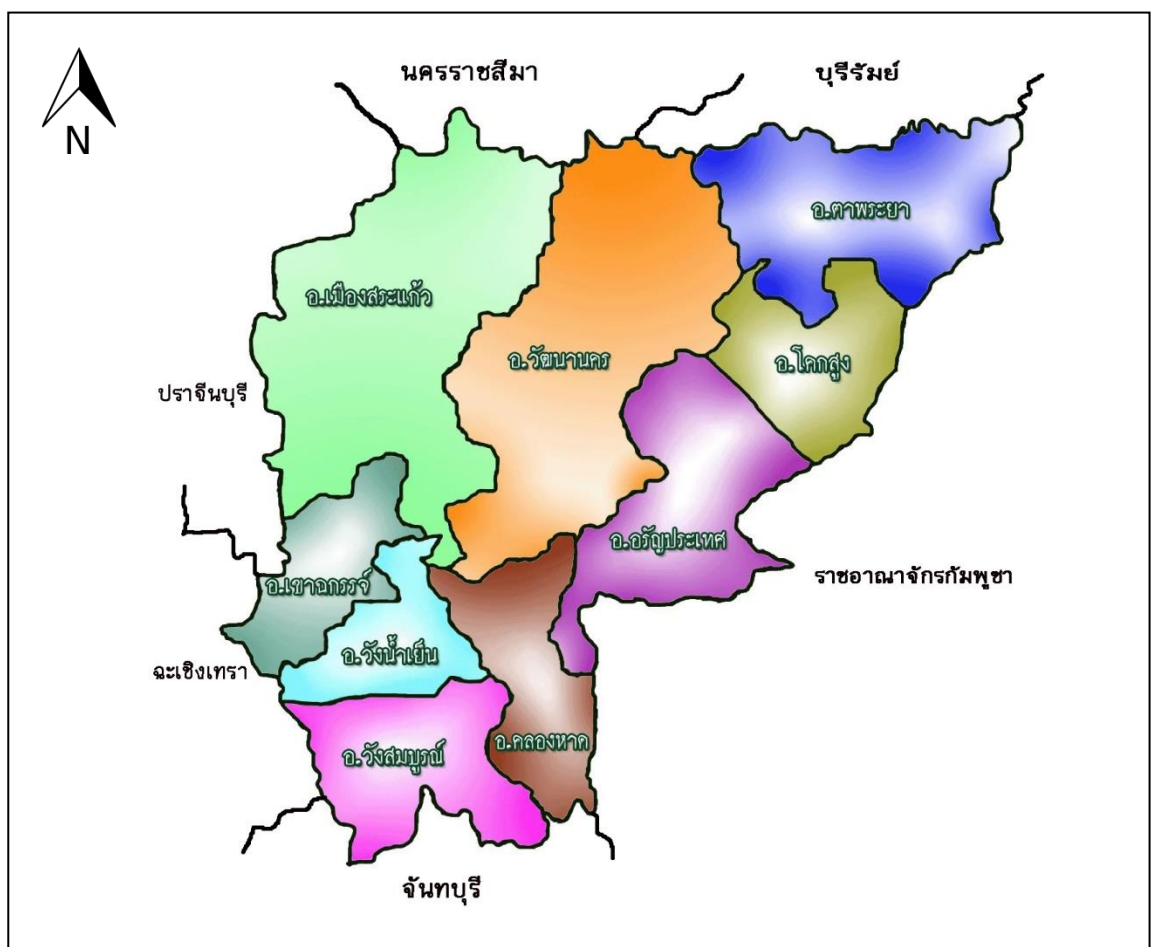 นครราชสีมา
บุรีรัมย์
N
อ.ตาพระยา
อ.เมืองสระแก้ว
อ.วัฒนานคร
อ.โคกสูง
ปราจีนบุรี
อ.อรัญประเทศ
ราชอาณาจักรกัมพูชา
อ.เขาฉกรรจ์
อ.วังน้ำเย็น
ฉะเชิงเทรา
อ.คลองหาด
อ.วังสมบูรณ์
จันทบุรี